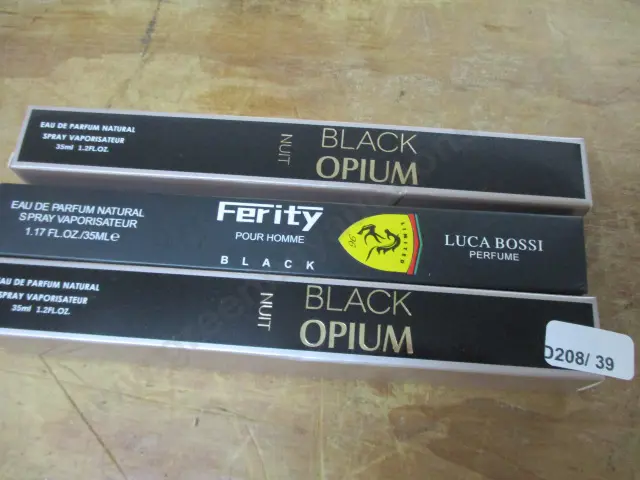 EAU DE PARFUM NATURAL
SPRAY VAPORISATEUR
35ml 1.2FL.OZ.
NUIT
BLACK
OPIUM
EAU DE PARFUM NATURAL
SPRAY VAPORISATEUR
1.17 FL.OZ./35ML e
Ferity
POUR HOMME
BLACK
LIMITED
LUCA BOSSI
PERFUME
EAU DE PARFUM NATURAL
SPRAY VAPORISATEUR
35ml 1.2FL.OZ.
NUIT
BLACK
OPIUM
D208/ 39